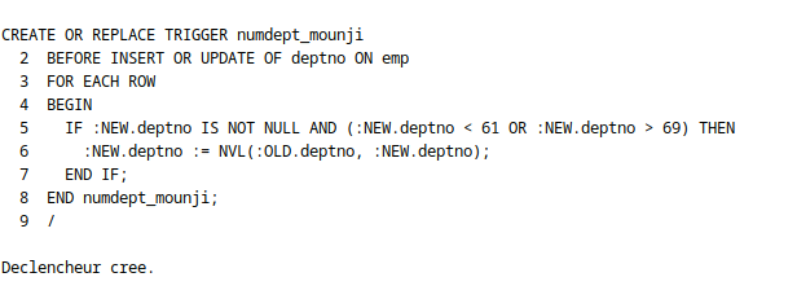 CREATE OR REPLACE TRIGGER numdept_mounji
2 BEFORE INSERT OR UPDATE OF deptno ON emp
3 FOR EACH ROW
4 BEGIN
5 IF :NEW.deptno IS NOT NULL AND (:NEW.deptno < 61 OR :NEW.deptno > 69) THEN
6 :NEW.deptno := NVL(:OLD.deptno, :NEW.deptno);
7 END IF;
8 END numdept_mounji;
9 /
Declencheur cree.